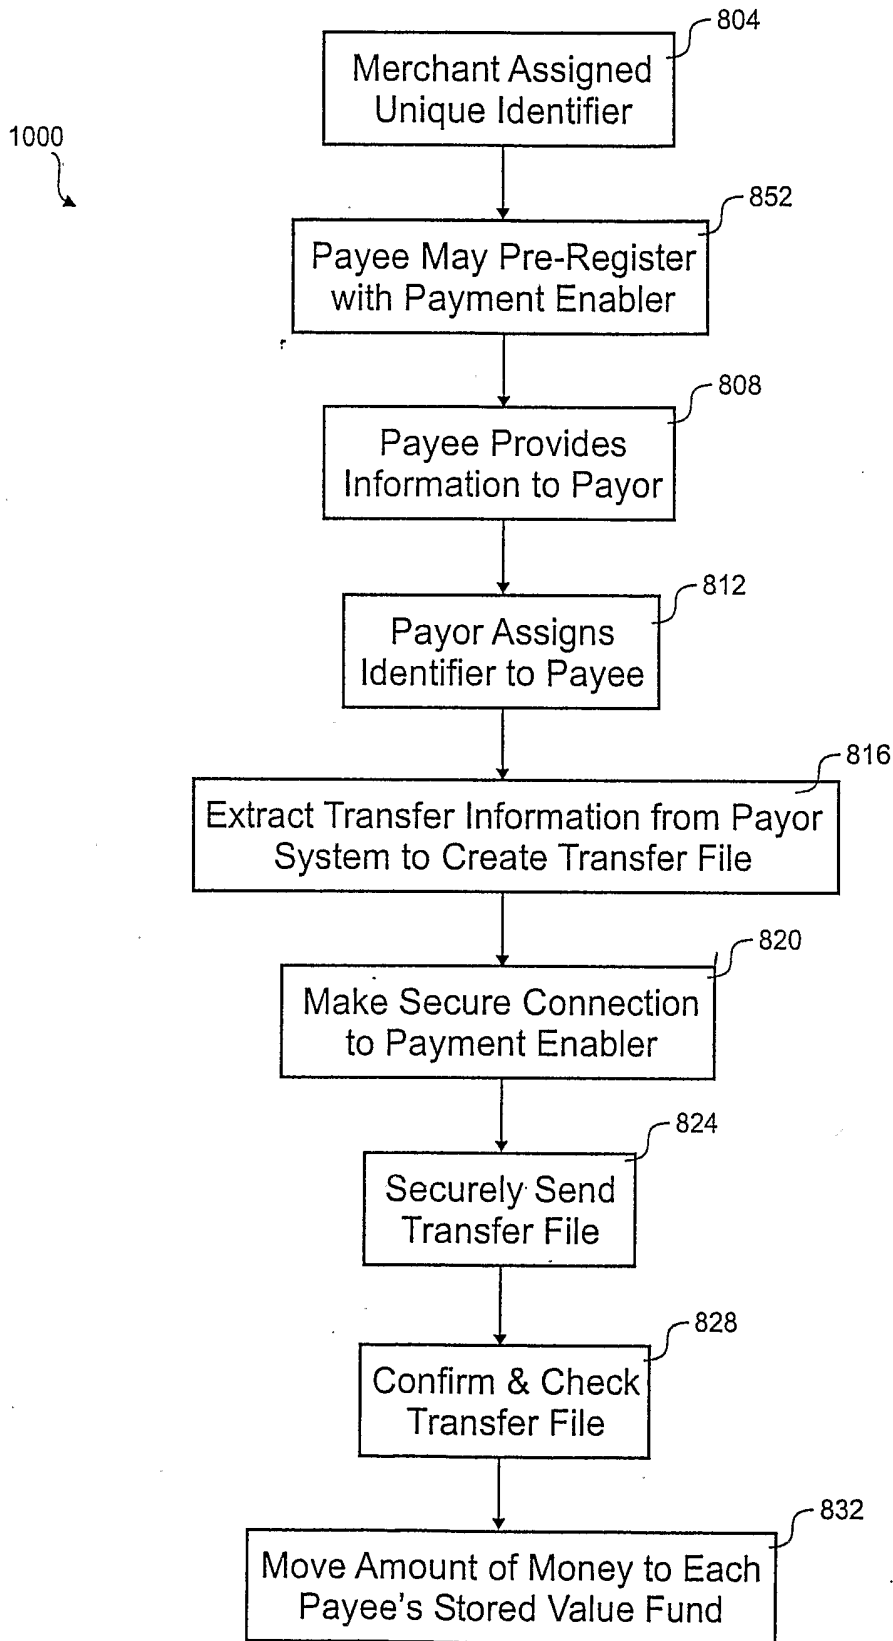 804
Merchant Assigned
Unique Identifier
1000
852
Payee May Pre-Register
with Payment Enabler
808
Payee Provides
Information to Payor
812
Payor Assigns
Identifier to Payee
816
Extract Transfer Information from Payor
System to Create Transfer File
820
Make Secure Connection
to Payment Enabler
824
Securely Send
Transfer File
828
Confirm & Check
Transfer File
832
Move Amount of Money to Each
Payee's Stored Value Fund